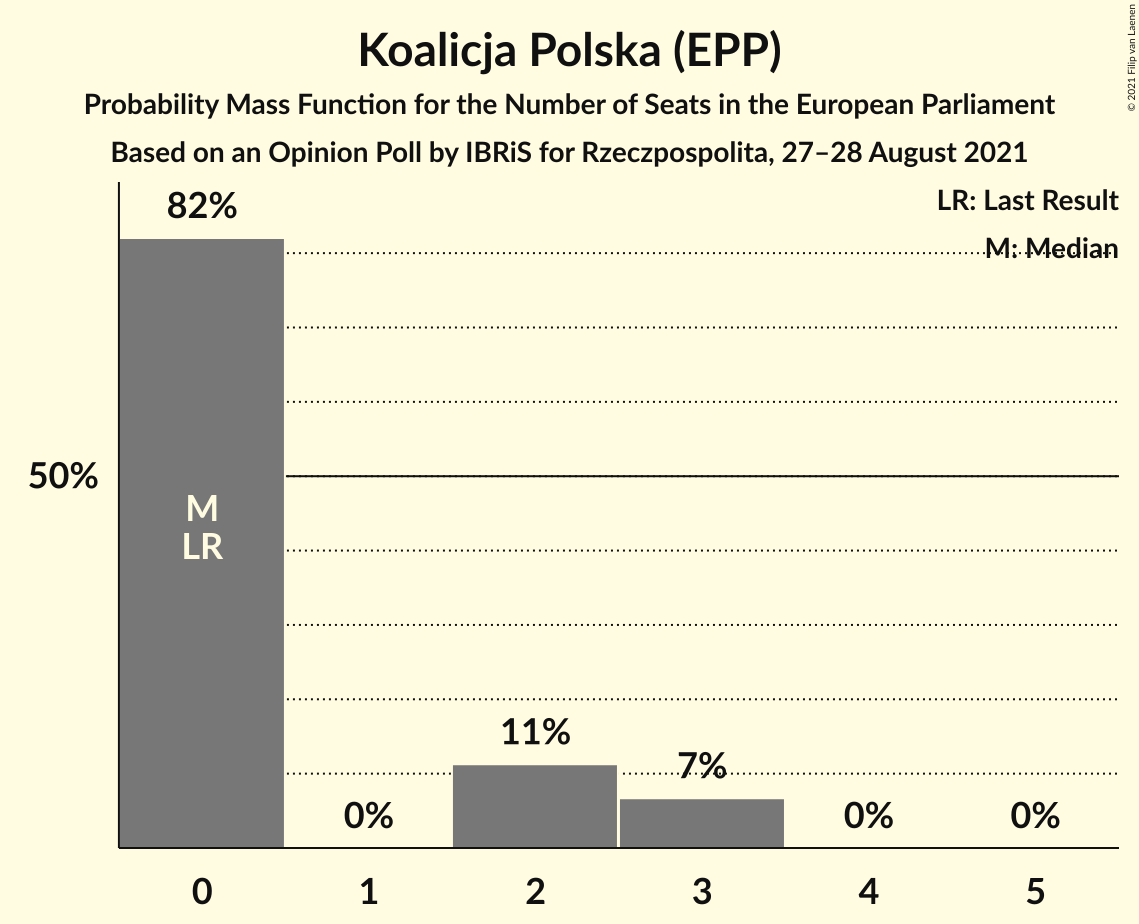 Koalicja Polska (EPP)
Probability Mass Function for the Number of Seats in the European Parliament
Based on an Opinion Poll by IBRiS for Rzeczpospolita, 27–28 August 2021
© 2021 Filip van Laenen
LR: Last Result
M: Median
82%
50%
M
LR
11%
7%
0%
0%
0%
0
1
2
3
4
5